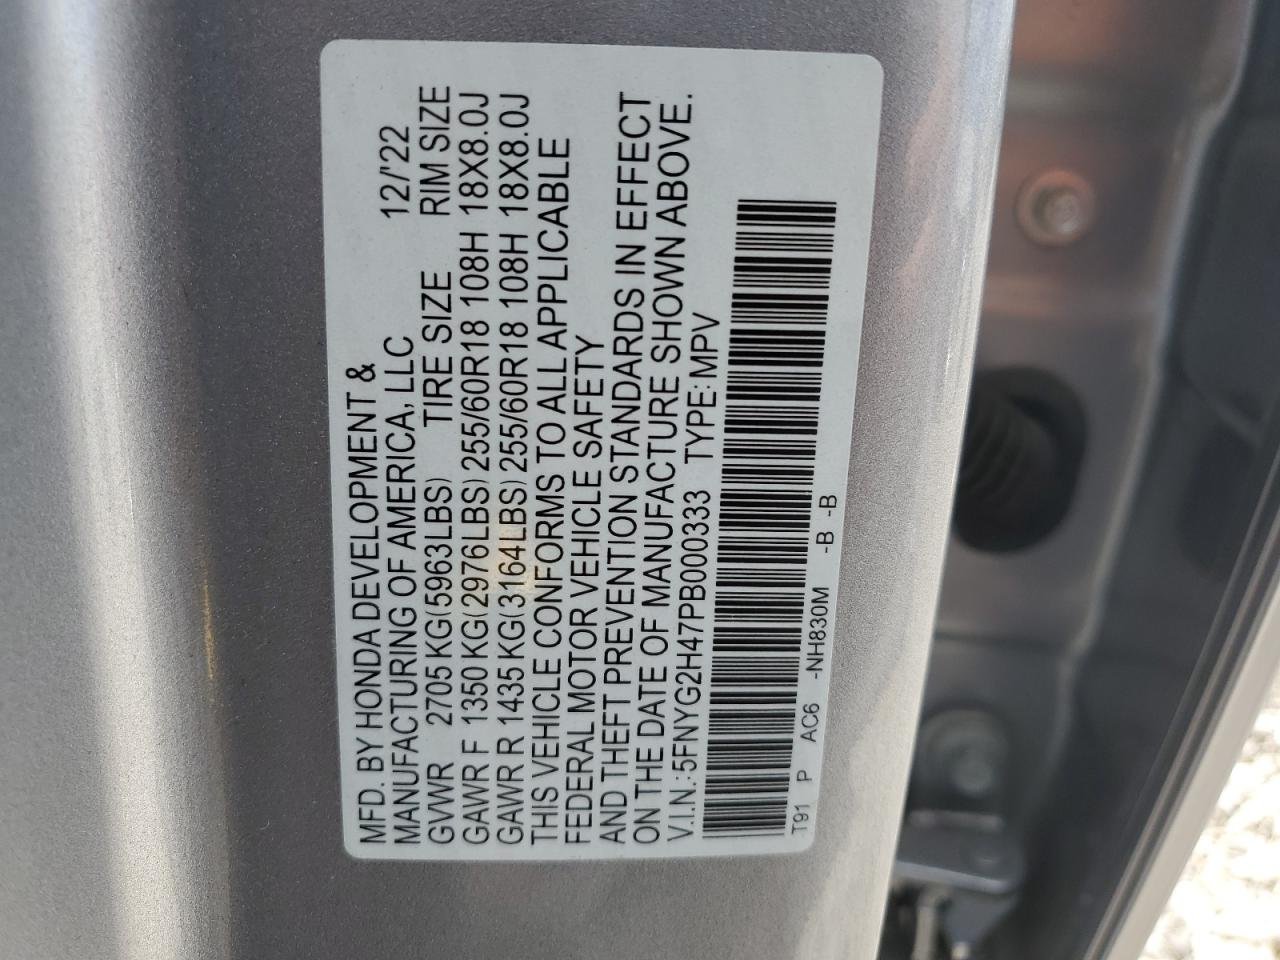 MFD. BY HONDA DEVELOPMENT &
MANUFACTURING OF AMERICA, LLC 12/'22
GVWR 2705 KG(5963LBS) TIRE SIZE RIM SIZE
GAWR F 1350 KG(2976LBS) 255/60R18 108H 18X8.0J
GAWR R 1435 KG(3164LBS) 255/60R18 108H 18X8.0J
THIS VEHICLE CONFORMS TO ALL APPLICABLE
FEDERAL MOTOR VEHICLE SAFETY
AND THEFT PREVENTION STANDARDS IN EFFECT
ON THE DATE OF MANUFACTURE SHOWN ABOVE.
V.I.N.:5FNYG2H47PB000333 TYPE: MPV
T91 P AC6 -NH830M -B -B